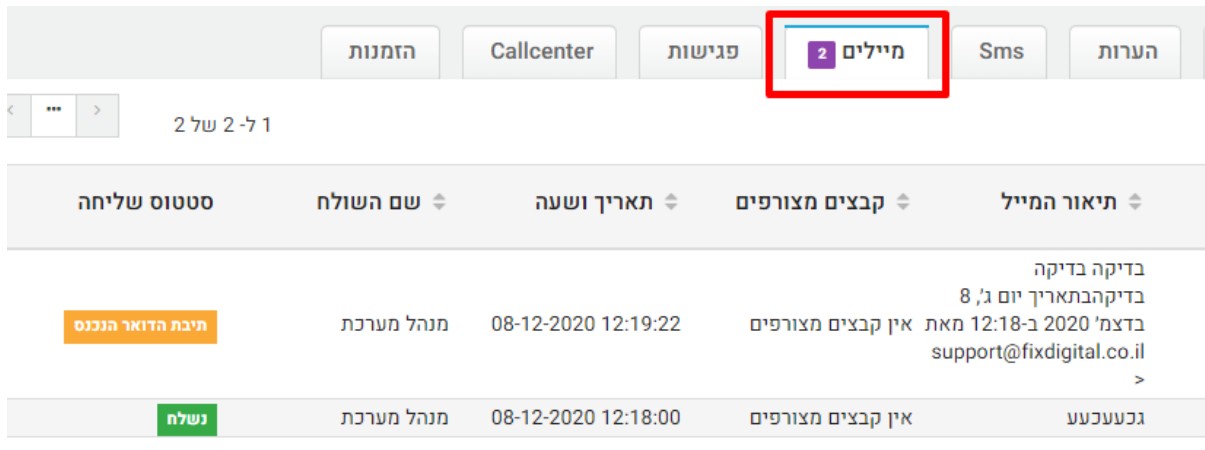 הערות
Sms
מיילים 2
פגישות
Callcenter
הזמנות
1 ל- 2 של 2
< ... >
תיאור המייל
קבצים מצורפים
תאריך ושעה
שם השולח
סטטוס שליחה
בדיקה בדיקה
בדיקהבתאריך יום ג׳, 8
בדצמ׳ 2020 ב-12:18 מאת
support@fixdigital.co.il
<
אין קבצים מצורפים
08-12-2020 12:19:22
מנהל מערכת
תיבת הדואר הנכנס
גכעעכעע
אין קבצים מצורפים
08-12-2020 12:18:00
מנהל מערכת
נשלח